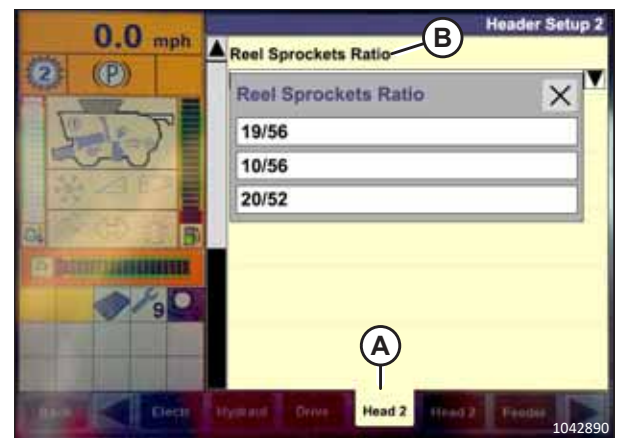 Header Setup 2
0.0 mph
B
Reel Sprockets Ratio
2
P
Reel Sprockets Ratio
19/56
10/56
20/52
9
A
Back
Electr
Hydraul
Drive
Head 2
Head 2
Feeder
1042890